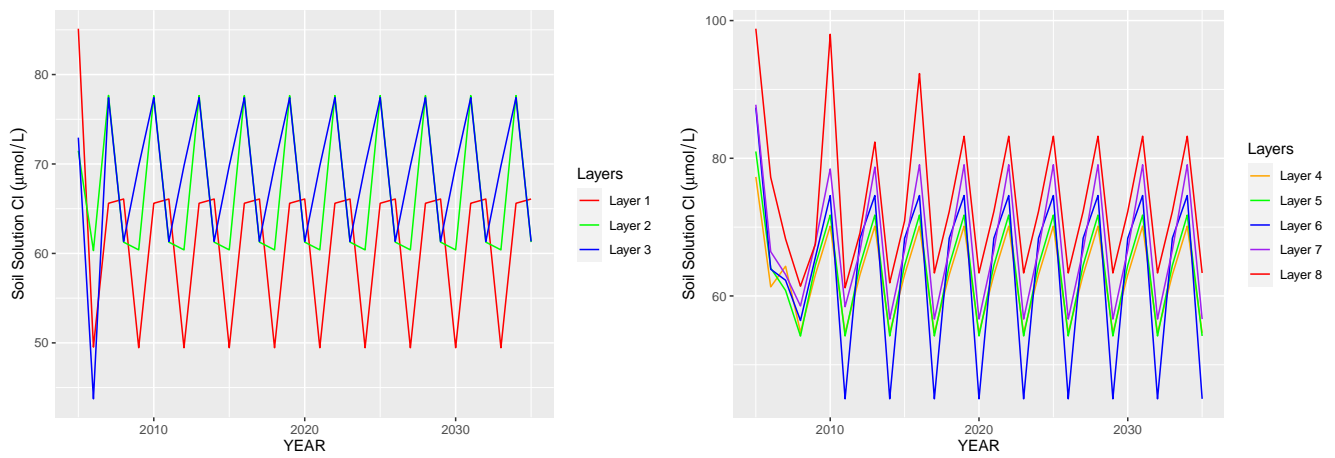 Soil Solution Cl (μmol/L)
80
70
60
50
2010
2020
2030
YEAR
Layers
Layer 1
Layer 2
Layer 3
Soil Solution Cl (μmol/L)
100
80
60
2010
2020
2030
YEAR
Layers
Layer 4
Layer 5
Layer 6
Layer 7
Layer 8